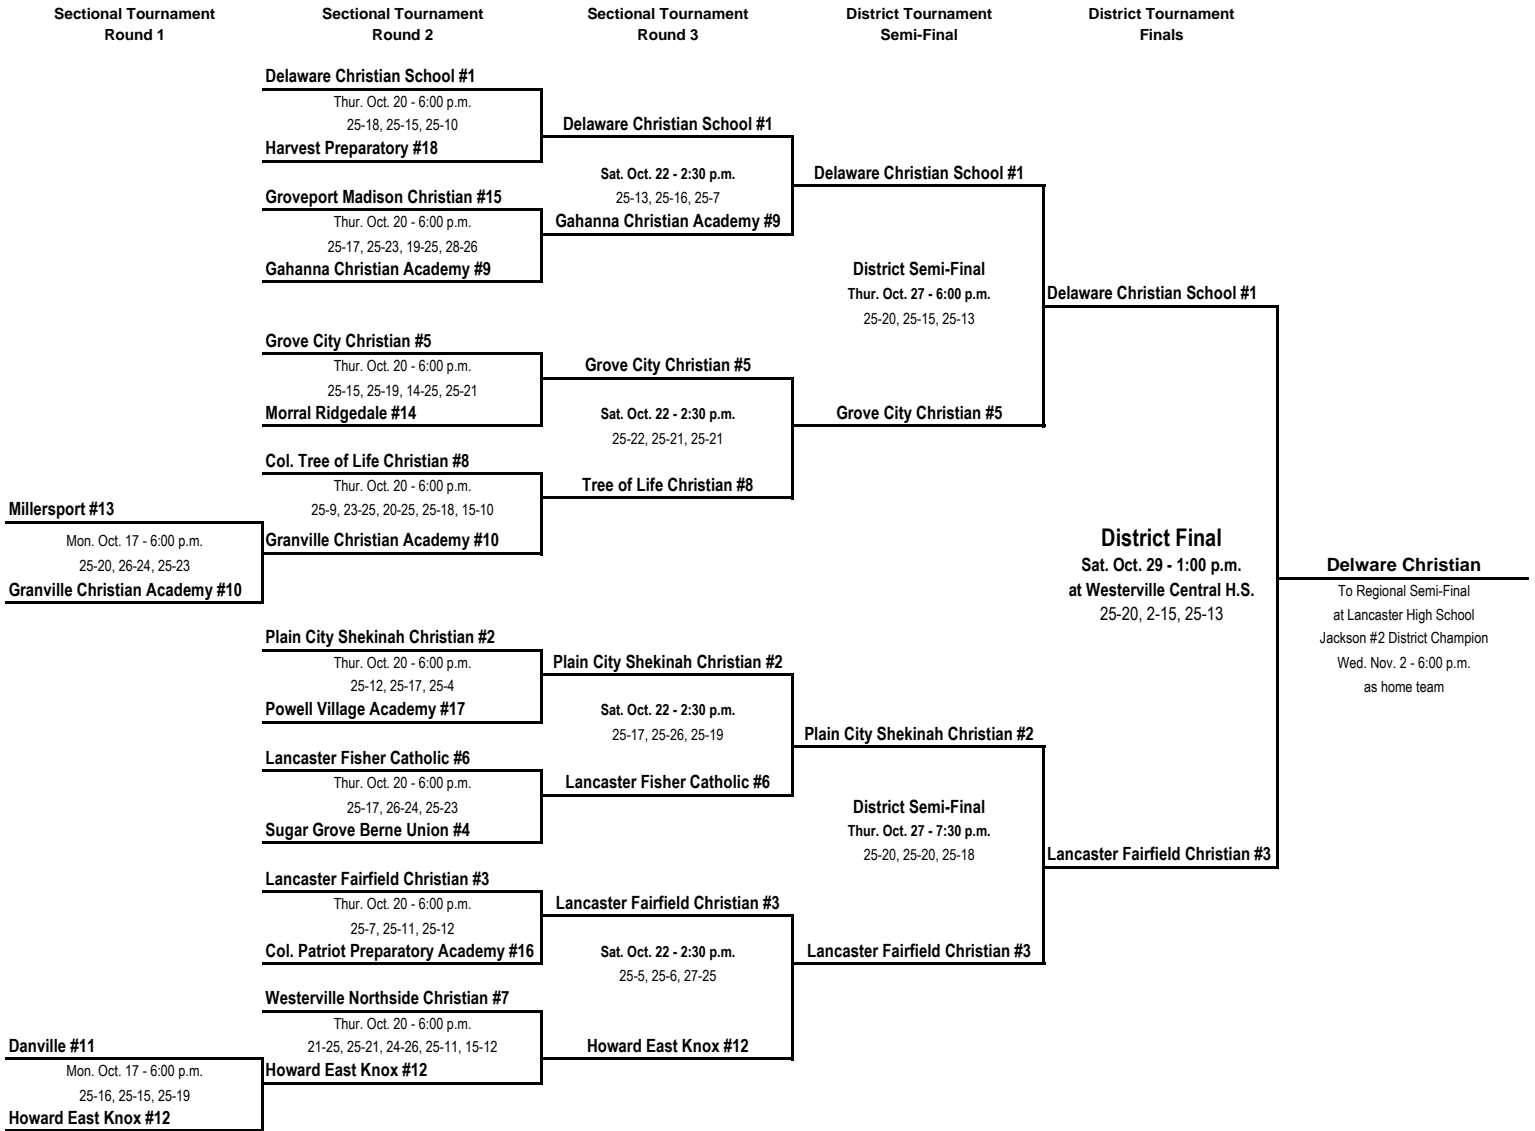 Sectional Tournament
Round 1
Sectional Tournament
Round 2
Sectional Tournament
Round 3
District Tournament
Semi-Final
District Tournament
Finals
Millersport #13
Mon. Oct. 17 - 6:00 p.m.
25-20, 26-24, 25-23
Granville Christian Academy #10
Danville #11
Mon. Oct. 17 - 6:00 p.m.
25-16, 25-15, 25-19
Howard East Knox #12
Delaware Christian School #1
Thur. Oct. 20 - 6:00 p.m.
25-18, 25-15, 25-10
Harvest Preparatory #18
Groveport Madison Christian #15
Thur. Oct. 20 - 6:00 p.m.
25-17, 25-23, 19-25, 28-26
Gahanna Christian Academy #9
Grove City Christian #5
Thur. Oct. 20 - 6:00 p.m.
25-15, 25-19, 14-25, 25-21
Morral Ridgedale #14
Col. Tree of Life Christian #8
Thur. Oct. 20 - 6:00 p.m.
25-9, 23-25, 20-25, 25-18, 15-10
Granville Christian Academy #10
Plain City Shekinah Christian #2
Thur. Oct. 20 - 6:00 p.m.
25-12, 25-17, 25-4
Powell Village Academy #17
Lancaster Fisher Catholic #6
Thur. Oct. 20 - 6:00 p.m.
25-17, 26-24, 25-23
Sugar Grove Berne Union #4
Lancaster Fairfield Christian #3
Thur. Oct. 20 - 6:00 p.m.
25-7, 25-11, 25-12
Col. Patriot Preparatory Academy #16
Westerville Northside Christian #7
Thur. Oct. 20 - 6:00 p.m.
21-25, 25-21, 24-26, 25-11, 15-12
Howard East Knox #12
Delaware Christian School #1
Sat. Oct. 22 - 2:30 p.m.
25-13, 25-16, 25-7
Gahanna Christian Academy #9
Grove City Christian #5
Sat. Oct. 22 - 2:30 p.m.
25-22, 25-21, 25-21
Tree of Life Christian #8
Plain City Shekinah Christian #2
Sat. Oct. 22 - 2:30 p.m.
25-17, 25-26, 25-19
Lancaster Fisher Catholic #6
Lancaster Fairfield Christian #3
Sat. Oct. 22 - 2:30 p.m.
25-5, 25-6, 27-25
Howard East Knox #12
Delaware Christian School #1
District Semi-Final
Thur. Oct. 27 - 6:00 p.m.
25-20, 25-15, 25-13
Grove City Christian #5
Plain City Shekinah Christian #2
District Semi-Final
Thur. Oct. 27 - 7:30 p.m.
25-20, 25-20, 25-18
Lancaster Fairfield Christian #3
Delaware Christian School #1
District Final
Sat. Oct. 29 - 1:00 p.m.
at Westerville Central H.S.
25-20, 2-15, 25-13
Lancaster Fairfield Christian #3
Delware Christian
To Regional Semi-Final
at Lancaster High School
Jackson #2 District Champion
Wed. Nov. 2 - 6:00 p.m.
as home team